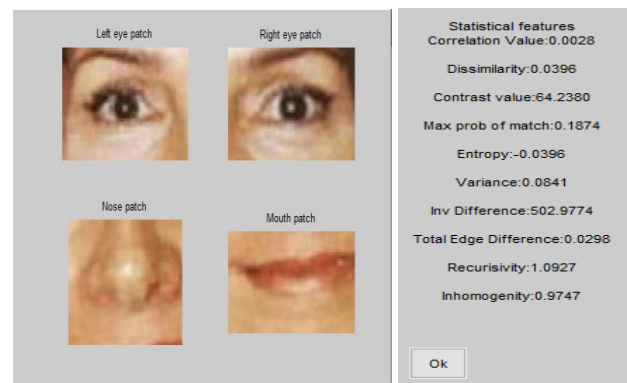 Left eye patch
Right eye patch
Nose patch
Mouth patch
Statistical features
Correlation Value:0.0028
Dissimilarity:0.0396
Contrast value:64.2380
Max prob of match:0.1874
Entropy:-0.0396
Variance:0.0841
Inv Difference:502.9774
Total Edge Difference:0.0298
Recurisivity:1.0927
Inhomogenity:0.9747
Ok